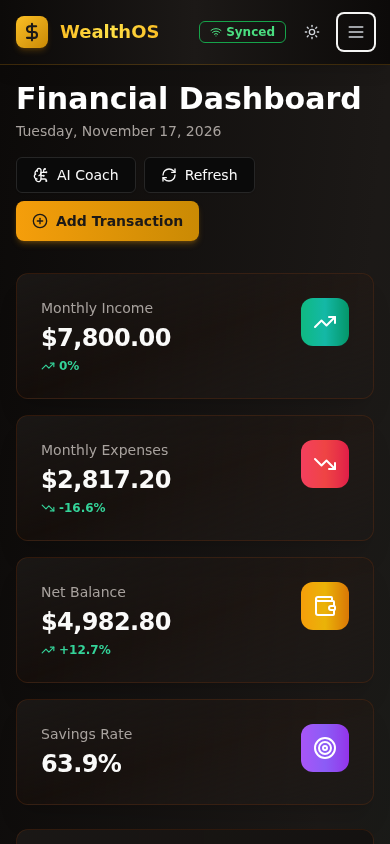 WealthOS
Synced
Financial Dashboard
Tuesday, November 17, 2026
AI Coach
Refresh
Add Transaction
Monthly Income
$7,800.00
0%
Monthly Expenses
$2,817.20
-16.6%
Net Balance
$4,982.80
+12.7%
Savings Rate
63.9%